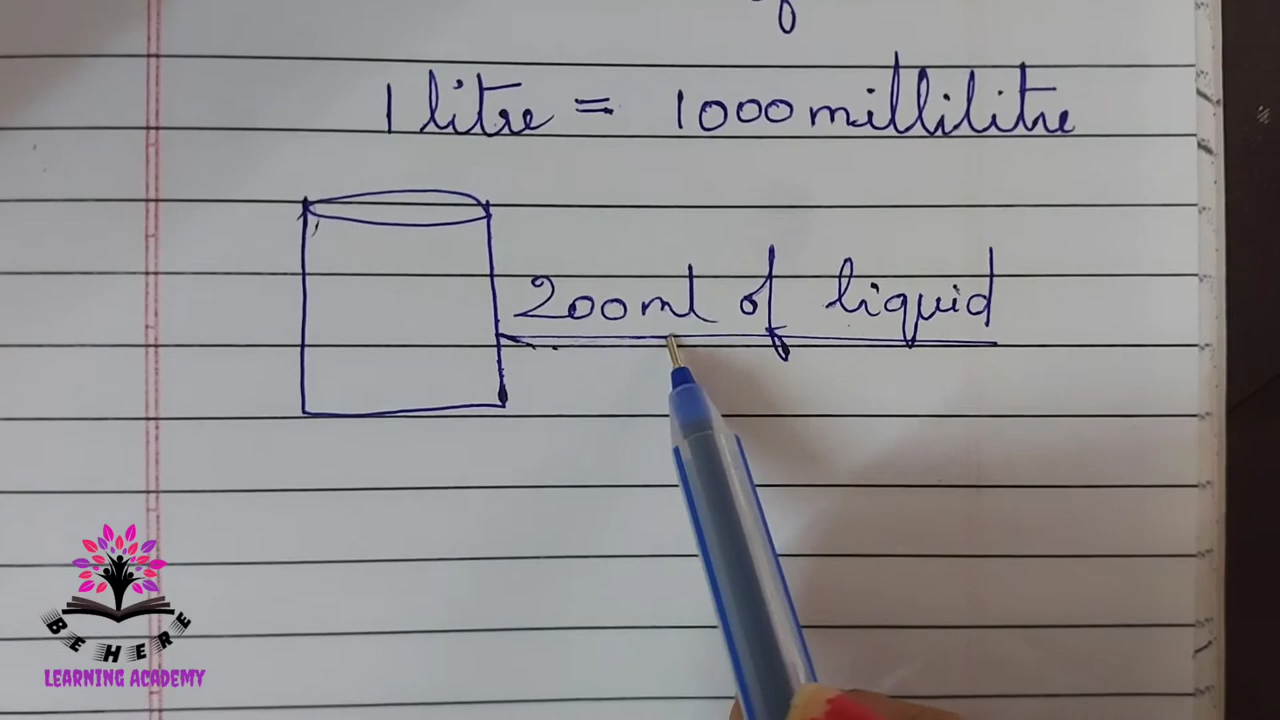 1 litre = 1000 millilitre
200ml of liquid
BE HERE
LEARNING ACADEMY